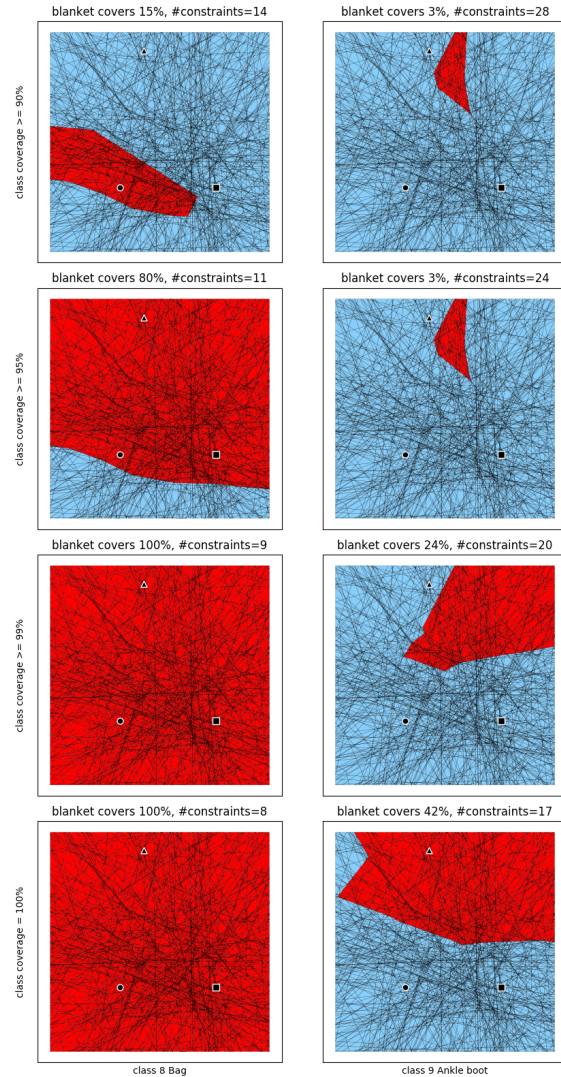 blanket covers 15%, #constraints=14
blanket covers 3%, #constraints=28
class coverage >= 90%
blanket covers 80%, #constraints=11
blanket covers 3%, #constraints=24
class coverage >= 95%
blanket covers 100%, #constraints=9
blanket covers 24%, #constraints=20
class coverage >= 99%
blanket covers 100%, #constraints=8
blanket covers 42%, #constraints=17
class coverage = 100%
class 8 Bag
class 9 Ankle boot